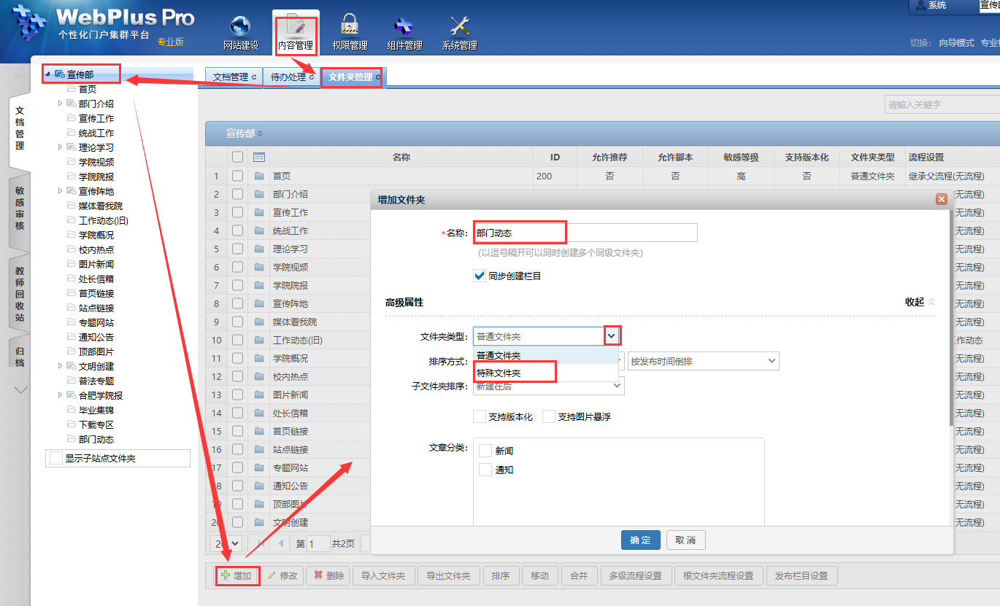 WebPlus Pro
个性化门户集群平台 专业版
网站建设 内容管理 权限管理 组件管理 系统管理
系统
切换: 向导模式
文档管理
敏感审核
教师回收站
归档
宣传部
首页
部门介绍
宣传工作
统战工作
理论学习
学院视频
学院院报
宣传阵地
媒体看我院
工作动态(旧)
学院概况
校内热点
图片新闻
处长信箱
首页链接
站点链接
专题网站
通知公告
顶部图片
文明创建
普法专题
合肥学院报
毕业集锦
下载专区
部门动态
显示子站点文件夹
文档管理 待办处理 文件夹管理
请输入关键字
宣传部
名称 ID 允许推荐 允许脚本 敏感等级 支持版本化 文件夹类型 流程设置
1 首页 200 否 否 高 否 普通文件夹 继承父流程(无流程)
2 部门介绍 无流程)
3 宣传工作 无流程)
4 统战工作 无流程)
5 理论学习 无流程)
6 学院视频 无流程)
7 学院院报 无流程)
8 宣传阵地 无流程)
9 媒体看我院 无流程)
10 工作动态(旧) 作动态
11 学院概况 无流程)
12 校内热点 无流程)
13 图片新闻 无流程)
14 处长信箱 无流程)
15 首页链接 无流程)
16 站点链接 无流程)
17 专题网站 无流程)
18 通知公告 无流程)
19 顶部图片 无流程)
20 文明创建 无流程)
第 1 共2页
增加 修改 删除 导入文件夹 导出文件夹 排序 移动 合并 多级流程设置 根文件夹流程设置 发布栏目设置
增加文件夹
*名称: 部门动态
(以逗号隔开可以同时创建多个同级文件夹)
同步创建栏目
高级属性 收起
文件夹类型: 普通文件夹
普通文件夹
排序方式: 按发布时间倒排
特殊文件夹
子文件夹排序: 新建在后
支持版本化 支持图片悬浮
文章分类: 新闻
通知
确定 取消